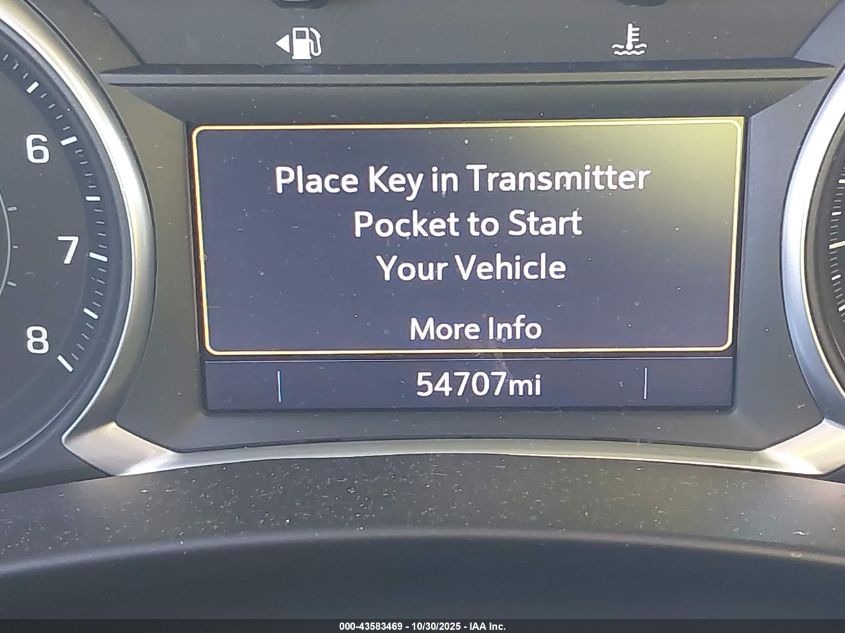 6
7
8
Place Key in Transmitter
Pocket to Start
Your Vehicle
More Info
54707mi
000-43583469 - 10/30/2025 - IAA Inc.